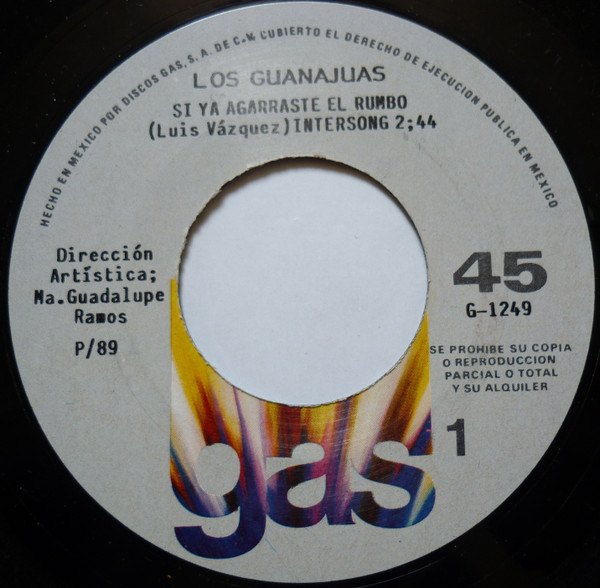 HECHO EN MEXICO POR DISCOS GAS, S. A. DE C.V. CUBIERTO EL DERECHO DE EJECUCION PUBLICA EN MEXICO
LOS GUANAJUAS
SI YA AGARRASTE EL RUMBO
(Luis Vázquez)INTERSONG 2;44
Dirección
Artística;
Ma.Guadalupe
Ramos
P/89
45
G-1249
SE PROHIBE SU COPIA
O REPRODUCCION
PARCIAL O TOTAL
Y SU ALQUILER
1
gas